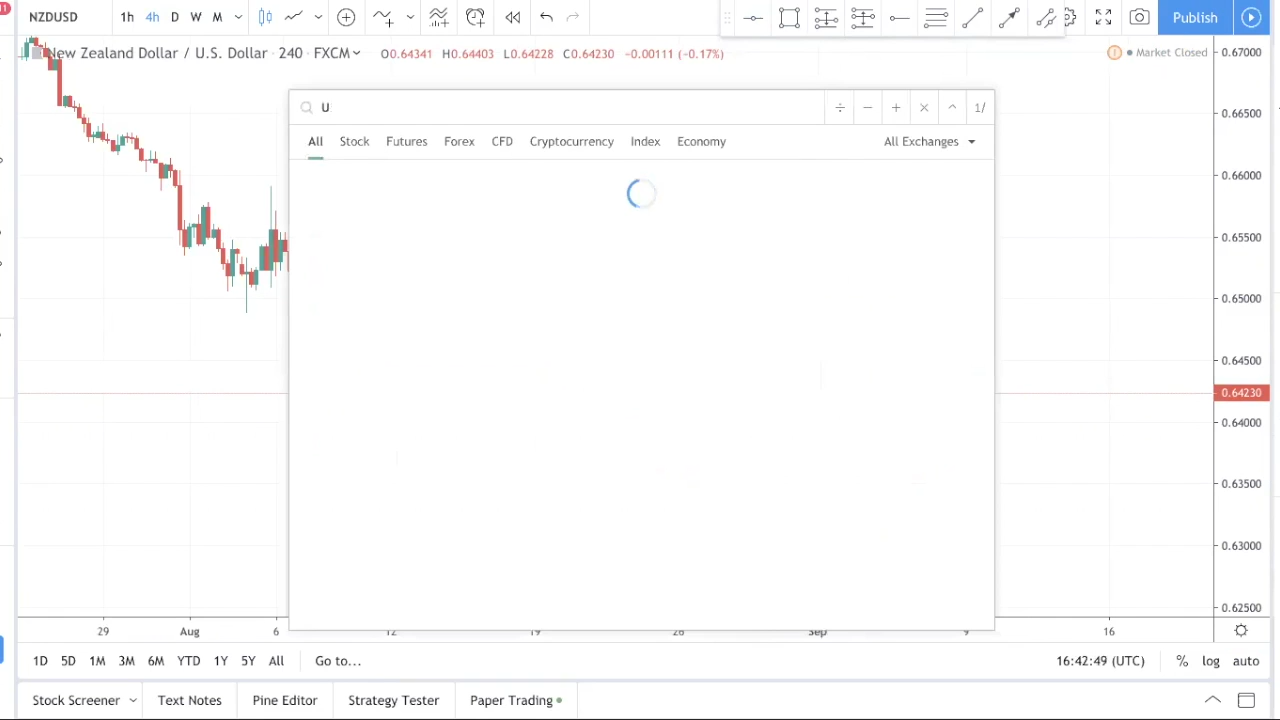 11
NZDUSD 1h 4h D W M Publish
New Zealand Dollar / U.S. Dollar · 240 · FXCM O0.64341 H0.64403 L0.64228 C0.64230 -0.00111 (-0.17%) Market Closed
U
÷ − + × ^ 1/
All Stock Futures Forex CFD Cryptocurrency Index Economy All Exchanges
0.67000
0.66500
0.66000
0.65500
0.65000
0.64500
0.64230
0.64000
0.63500
0.63000
0.62500
29 Aug 6 12 19 26 Sep 9 16
1D 5D 1M 3M 6M YTD 1Y 5Y All Go to... 16:42:49 (UTC) % log auto
Stock Screener Text Notes Pine Editor Strategy Tester Paper Trading